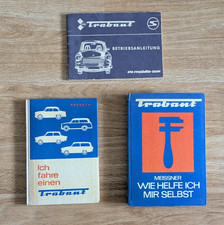 Trabant
S
BETRIEBSANLEITUNG
Ich
fahre
einen
Trabant
Trabant
MEISSNER
WIE HELFE ICH
MIR SELBST